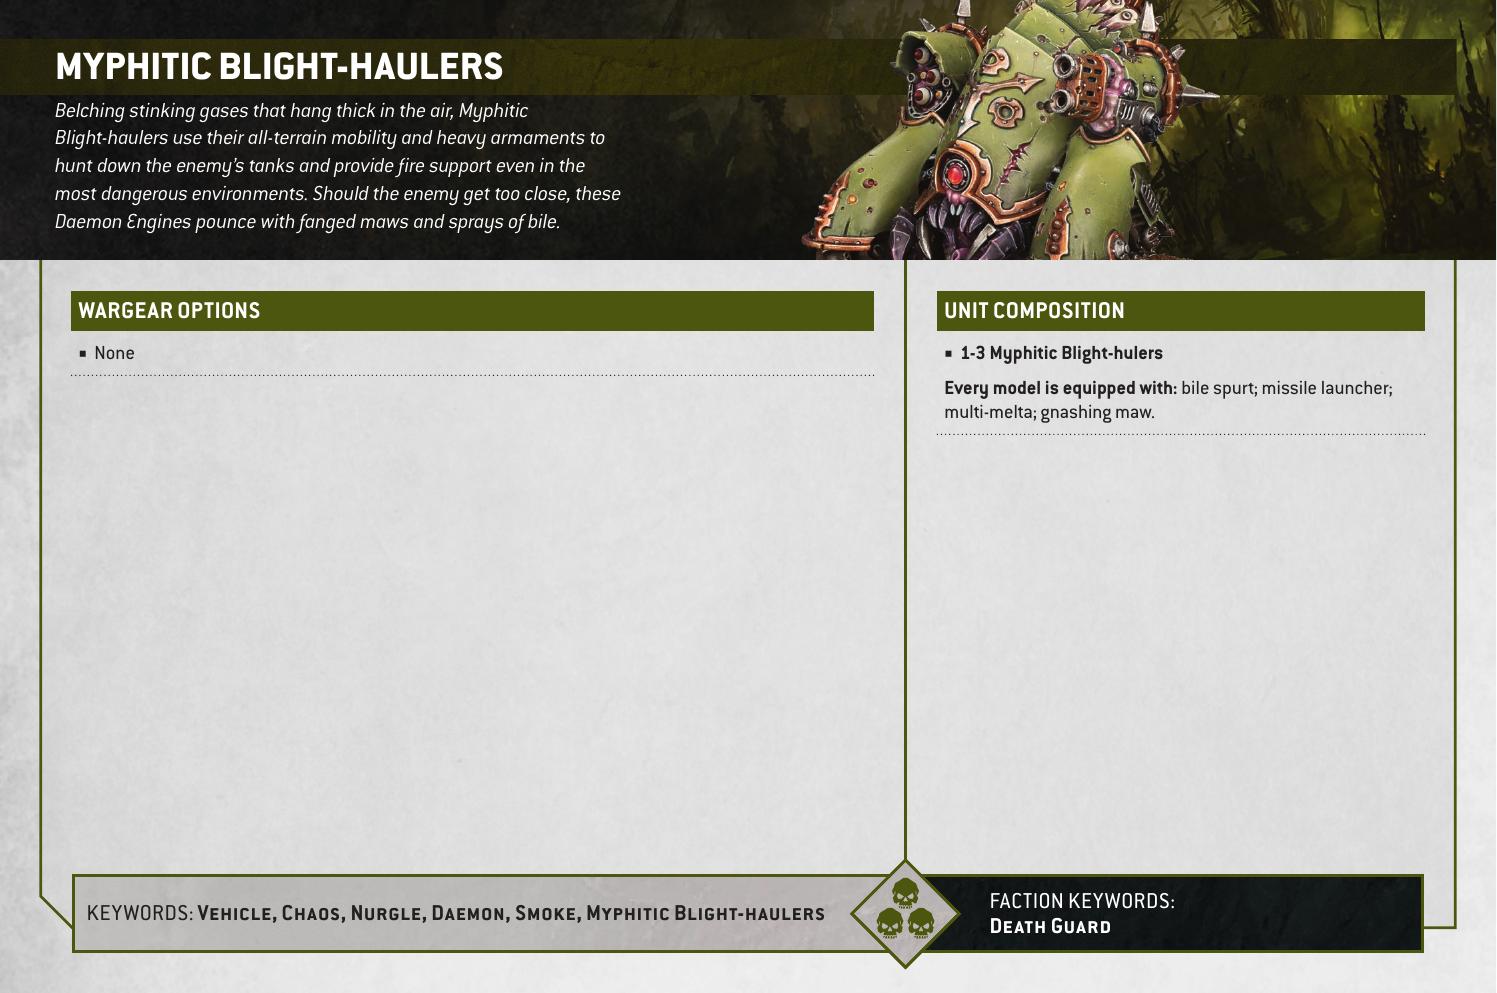 MYPHITIC BLIGHT-HAULERS
Belching stinking gases that hang thick in the air, Myphitic
Blight-haulers use their all-terrain mobility and heavy armaments to
hunt down the enemy's tanks and provide fire support even in the
most dangerous environments. Should the enemy get too close, these
Daemon Engines pounce with fanged maws and sprays of bile.
WARGEAR OPTIONS
■ None
UNIT COMPOSITION
■ 1-3 Myphitic Blight-hulers
Every model is equipped with: bile spurt; missile launcher;
multi-melta; gnashing maw.
KEYWORDS: Vehicle, Chaos, Nurgle, Daemon, Smoke, Myphitic Blight-haulers
FACTION KEYWORDS:
Death Guard